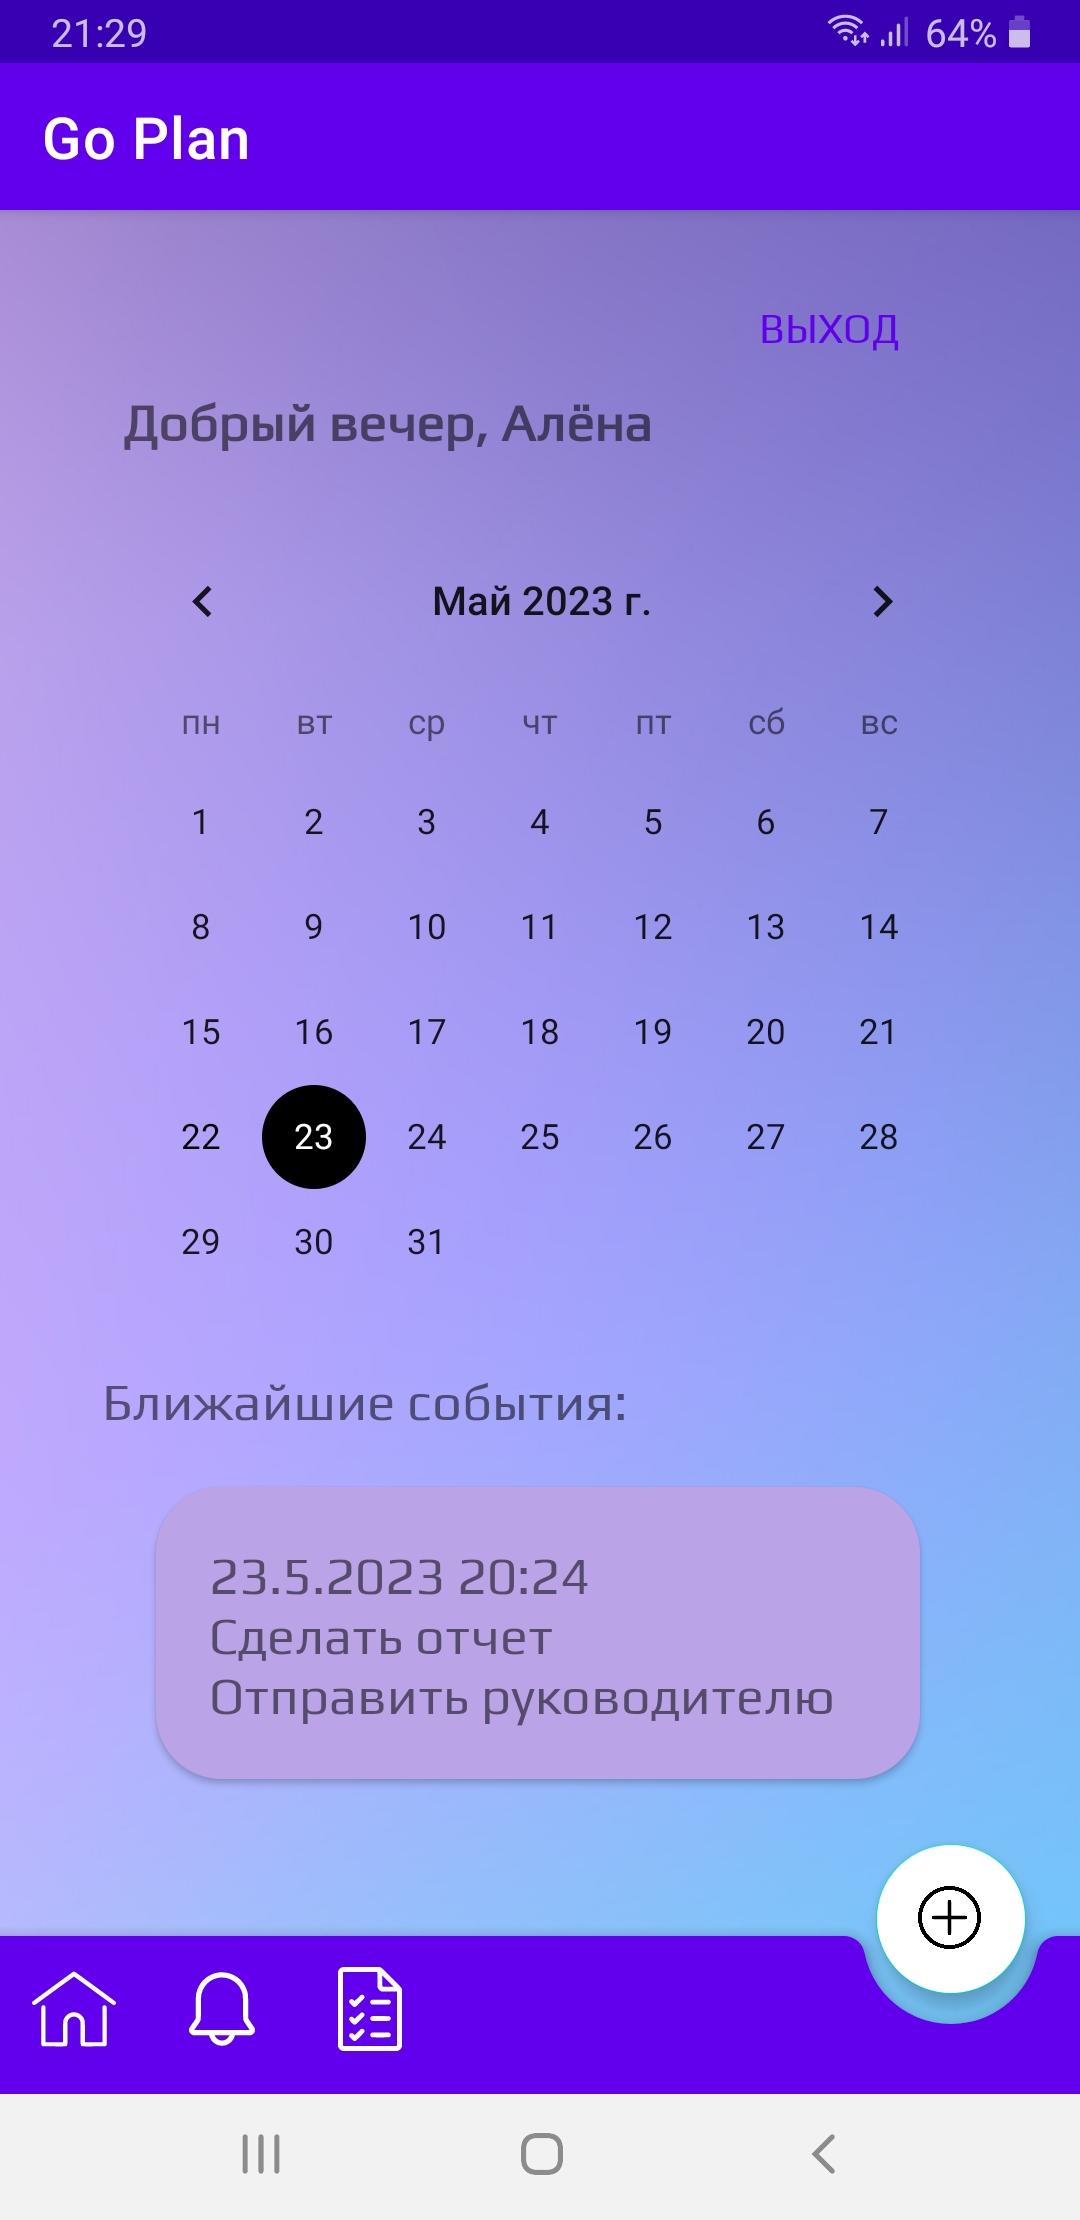 21:29 64%
Go Plan
ВЫХОД
Добрый вечер, Алёна
Май 2023 г.
пн вт ср чт пт сб вс
1 2 3 4 5 6 7
8 9 10 11 12 13 14
15 16 17 18 19 20 21
22 23 24 25 26 27 28
29 30 31
Ближайшие события:
23.5.2023 20:24
Сделать отчет
Отправить руководителю